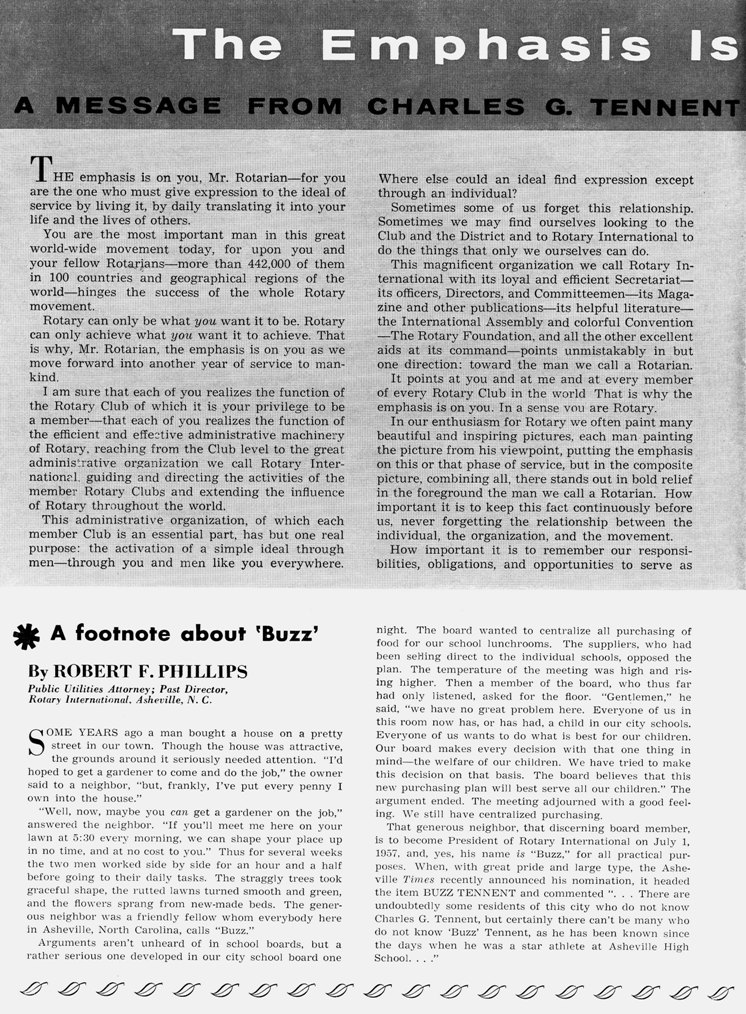 The Emphasis Is
A MESSAGE FROM CHARLES G. TENNENT
THE emphasis is on you, Mr. Rotarian—for you
are the one who must give expression to the ideal of
service by living it, by daily translating it into your
life and the lives of others.
You are the most important man in this great
world-wide movement today, for upon you and
your fellow Rotarians—more than 442,000 of them
in 100 countries and geographical regions of the
world—hinges the success of the whole Rotary
movement.
Rotary can only be what you want it to be. Rotary
can only achieve what you want it to achieve. That
is why, Mr. Rotarian, the emphasis is on you as we
move forward into another year of service to man-
kind.
I am sure that each of you realizes the function of
the Rotary Club of which it is your privilege to be
a member—that each of you realizes the function of
the efficient and effective administrative machinery
of Rotary, reaching from the Club level to the great
administrative organization we call Rotary Inter-
national, guiding and directing the activities of the
member Rotary Clubs and extending the influence
of Rotary throughout the world.
This administrative organization, of which each
member Club is an essential part, has but one real
purpose: the activation of a simple ideal through
men—through you and men like you everywhere.
Where else could an ideal find expression except
through an individual?
Sometimes some of us forget this relationship.
Sometimes we may find ourselves looking to the
Club and the District and to Rotary International to
do the things that only we ourselves can do.
This magnificent organization we call Rotary In-
ternational with its loyal and efficient Secretariat—
its officers, Directors, and Committeemen—its Maga-
zine and other publications—its helpful literature—
the International Assembly and colorful Convention
—The Rotary Foundation, and all the other excellent
aids at its command—points unmistakably in but
one direction: toward the man we call a Rotarian.
It points at you and at me and at every member
of every Rotary Club in the world That is why the
emphasis is on you. In a sense you are Rotary.
In our enthusiasm for Rotary we often paint many
beautiful and inspiring pictures, each man painting
the picture from his viewpoint, putting the emphasis
on this or that phase of service, but in the composite
picture, combining all, there stands out in bold relief
in the foreground the man we call a Rotarian. How
important it is to keep this fact continuously before
us, never forgetting the relationship between the
individual, the organization, and the movement.
How important it is to remember our responsi-
bilities, obligations, and opportunities to serve as
✱ A footnote about 'Buzz'
By ROBERT F. PHILLIPS
Public Utilities Attorney; Past Director,
Rotary International, Asheville, N. C.
SOME YEARS ago a man bought a house on a pretty
street in our town. Though the house was attractive,
the grounds around it seriously needed attention. "I'd
hoped to get a gardener to come and do the job," the owner
said to a neighbor, "but, frankly, I've put every penny I
own into the house."
"Well, now, maybe you can get a gardener on the job,"
answered the neighbor. "If you'll meet me here on your
lawn at 5:30 every morning, we can shape your place up
in no time, and at no cost to you." Thus for several weeks
the two men worked side by side for an hour and a half
before going to their daily tasks. The straggly trees took
graceful shape, the rutted lawns turned smooth and green,
and the flowers sprang from new-made beds. The gener-
ous neighbor was a friendly fellow whom everybody here
in Asheville, North Carolina, calls "Buzz."
Arguments aren't unheard of in school boards, but a
rather serious one developed in our city school board one
night. The board wanted to centralize all purchasing of
food for our school lunchrooms. The suppliers, who had
been selling direct to the individual schools, opposed the
plan. The temperature of the meeting was high and ris-
ing higher. Then a member of the board, who thus far
had only listened, asked for the floor. "Gentlemen," he
said, "we have no great problem here. Everyone of us in
this room now has, or has had, a child in our city schools.
Everyone of us wants to do what is best for our children.
Our board makes every decision with that one thing in
mind—the welfare of our children. We have tried to make
this decision on that basis. The board believes that this
new purchasing plan will best serve all our children." The
argument ended. The meeting adjourned with a good feel-
ing. We still have centralized purchasing.
That generous neighbor, that discerning board member,
is to become President of Rotary International on July 1,
1957, and, yes, his name is "Buzz," for all practical pur-
poses. When, with great pride and large type, the Ashe-
ville Times recently announced his nomination, it headed
the item BUZZ TENNENT and commented ". . . There are
undoubtedly some residents of this city who do not know
Charles G. Tennent, but certainly there can't be many who
do not know 'Buzz' Tennent, as he has been known since
the days when he was a star athlete at Asheville High
School. . . ."